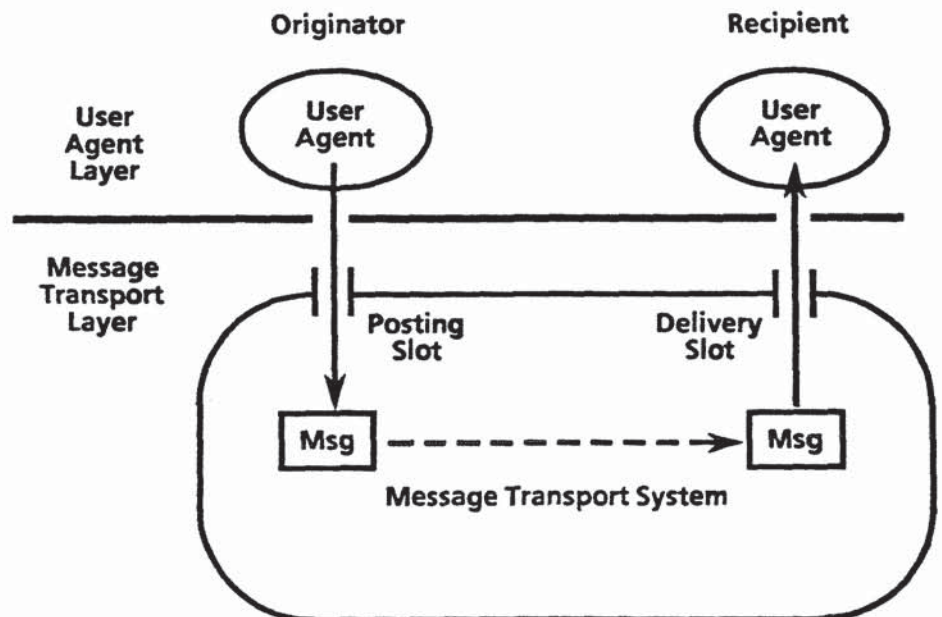 Originator
Recipient
User
Agent
User
Agent
User
Agent
Layer
Message
Transport
Layer
Posting
Slot
Delivery
Slot
Msg
Msg
Message Transport System